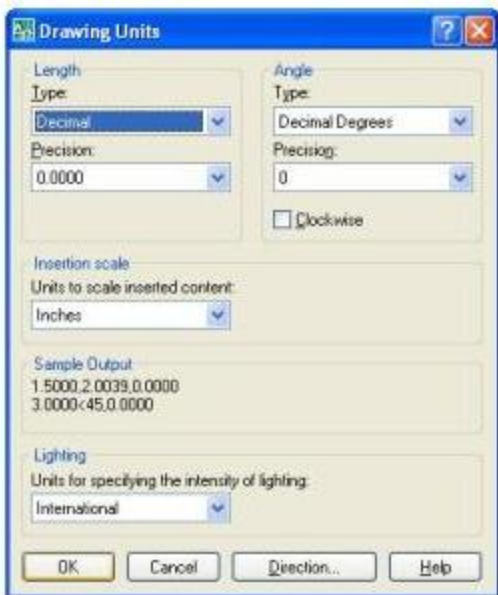 Drawing Units
Length
Type:
Decimal
Precision:
0.0000
Angle
Type:
Decimal Degrees
Precision:
0
Clockwise
Insertion scale
Units to scale inserted content:
Inches
Sample Output
1.5000,2.0039,0.0000
3.0000<45,0.0000
Lighting
Units for specifying the intensity of lighting:
International
OK Cancel Direction... Help